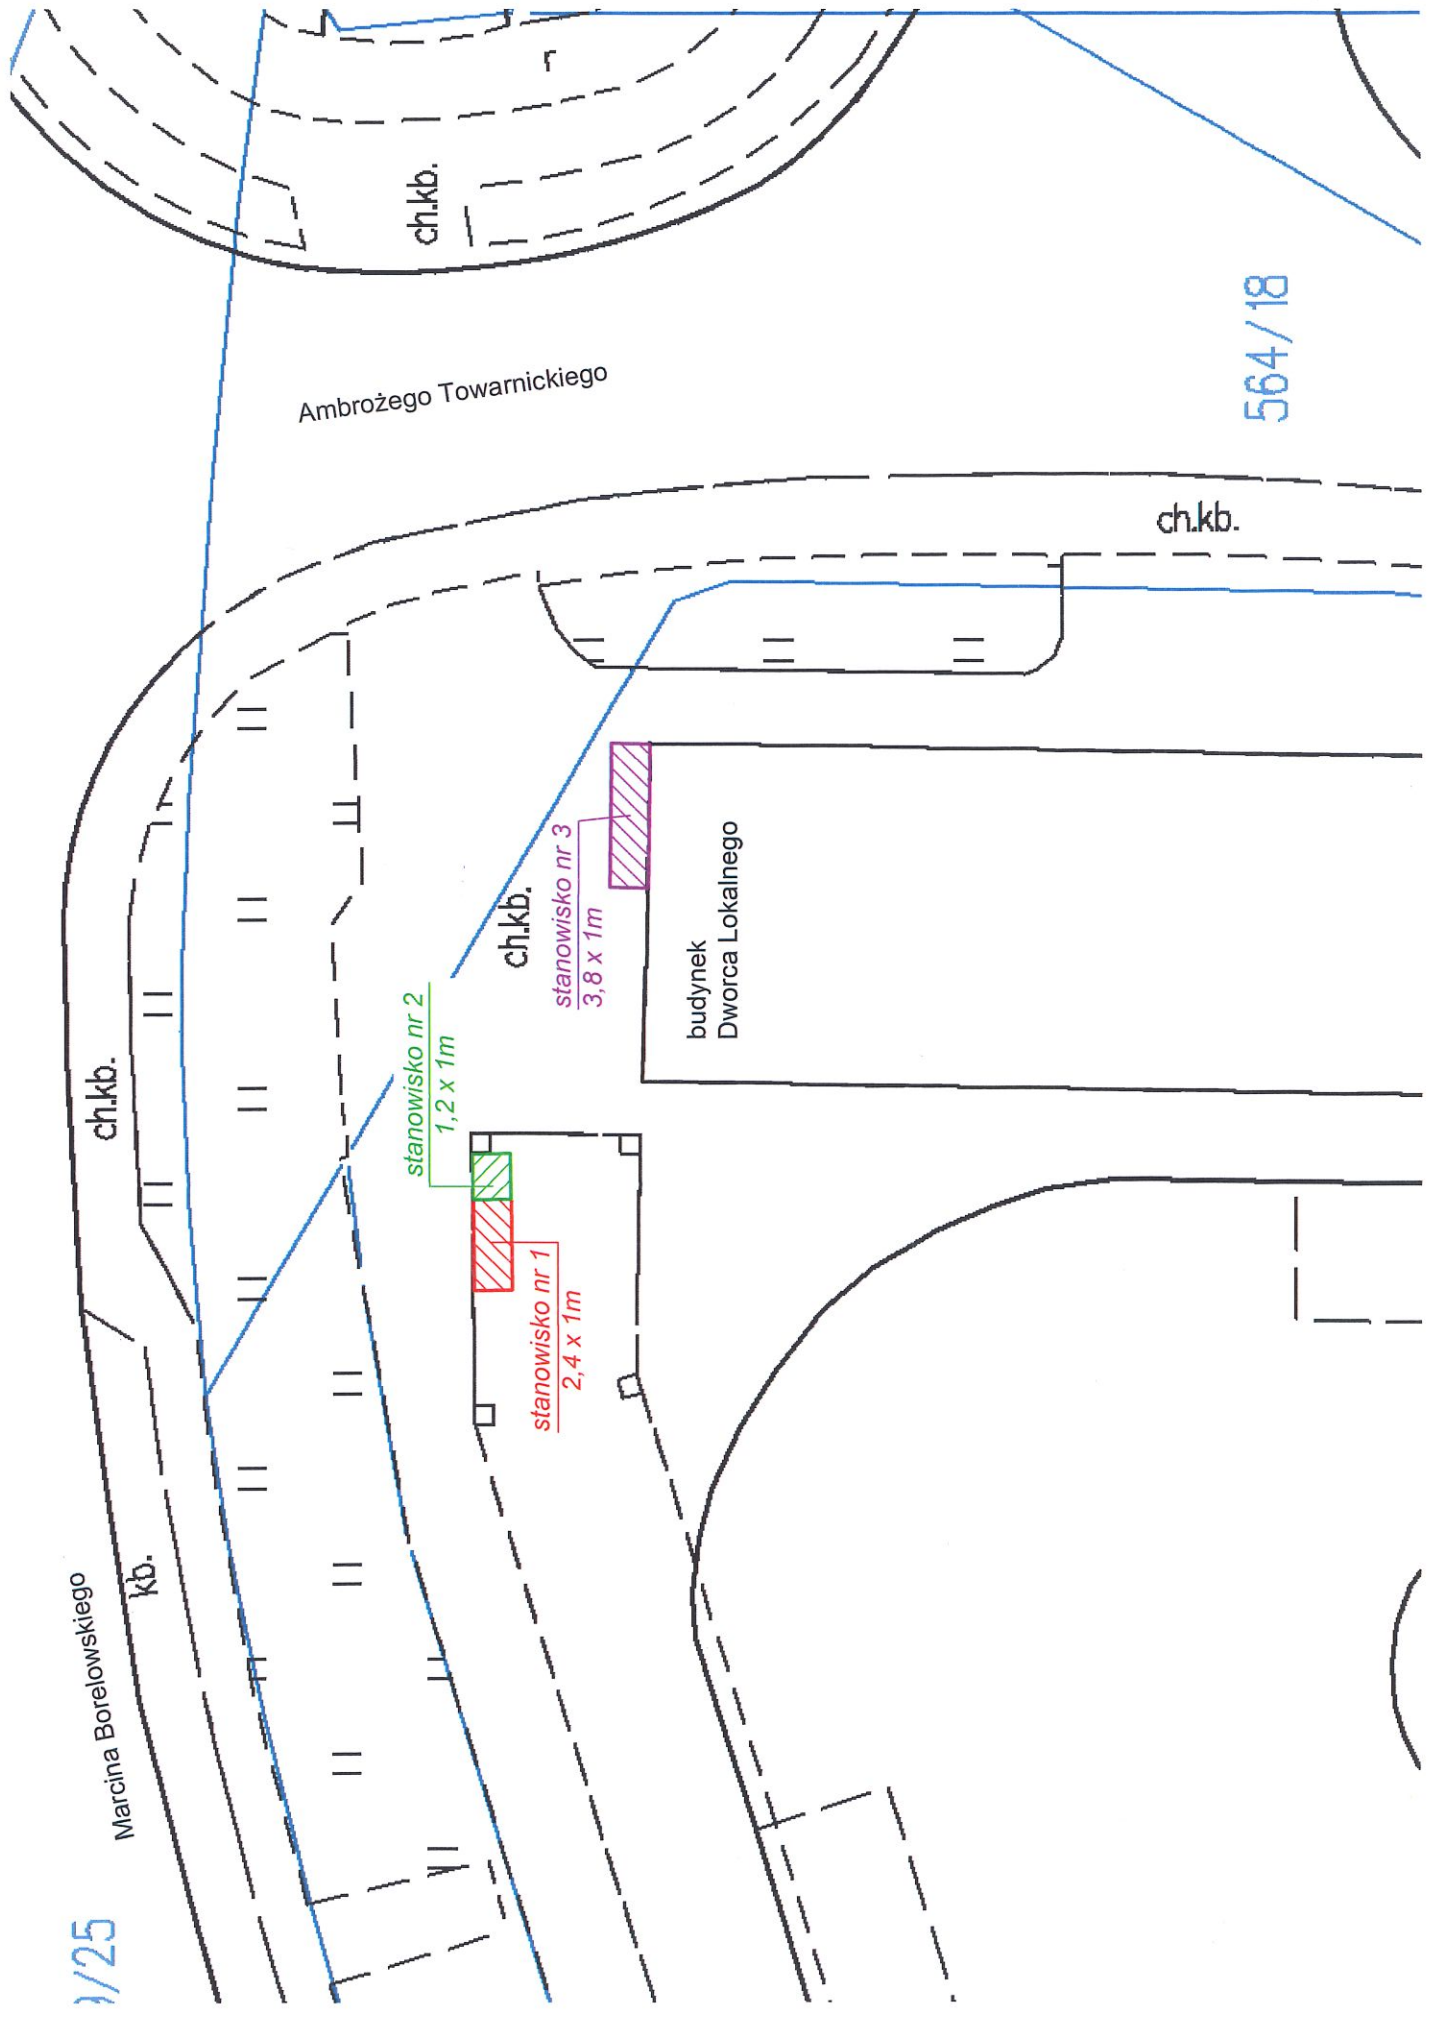 r
ch.kb.
Ambrożego Towarnickiego
564/18
ch.kb.
ch.kb.
stanowisko nr 3
3,8 x 1m
budynek
Dworca Lokalnego
stanowisko nr 2
1,2 x 1m
ch.kb.
stanowisko nr 1
2,4 x 1m
kb.
Marcina Borelowskiego
/25